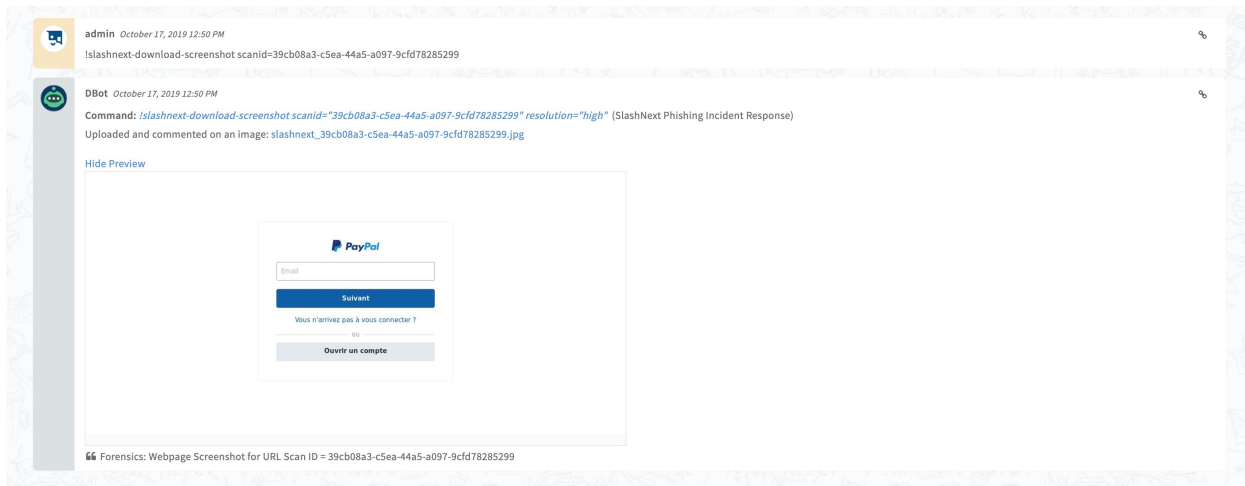 admin October 17, 2019 12:50 PM
!slashnext-download-screenshot scanid=39cb08a3-c5ea-44a5-a097-9cfd78285299
DBot October 17, 2019 12:50 PM
Command: !slashnext-download-screenshot scanid="39cb08a3-c5ea-44a5-a097-9cfd78285299" resolution="high" (SlashNext Phishing Incident Response)
Uploaded and commented on an image: slashnext_39cb08a3-c5ea-44a5-a097-9cfd78285299.jpg
Hide Preview
PayPal
Email
Suivant
Vous n'arrivez pas à vous connecter ?
ou
Ouvrir un compte
Forensics: Webpage Screenshot for URL Scan ID = 39cb08a3-c5ea-44a5-a097-9cfd78285299